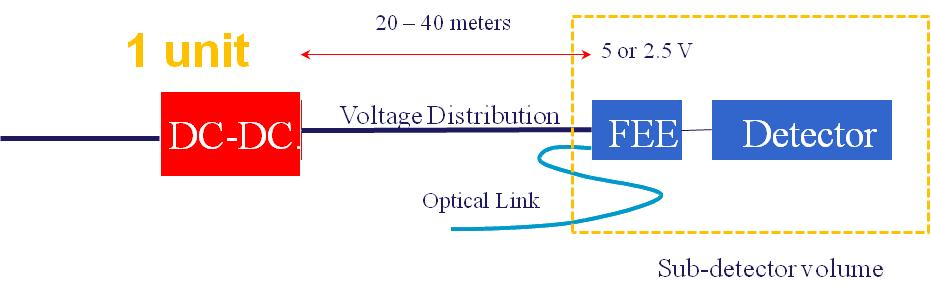 20 – 40 meters
1 unit
5 or 2.5 V
Voltage Distribution
DC-DC.
FEE
Detector
Optical Link
Sub-detector volume